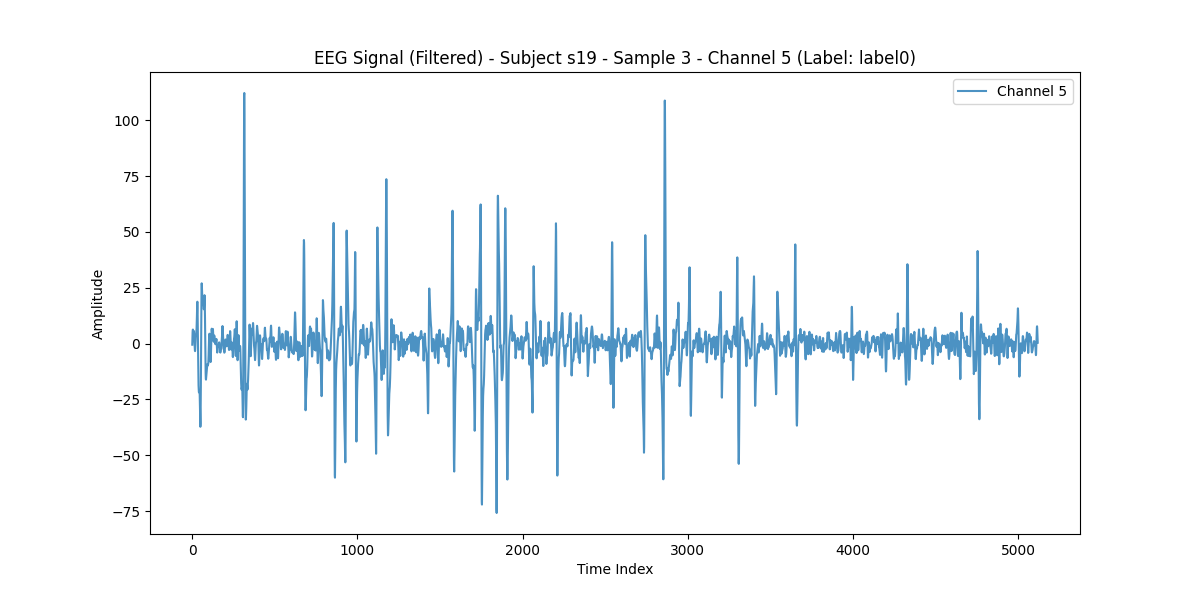 EEG Signal (Filtered) - Subject s19 - Sample 3 - Channel 5 (Label: label0)
Channel 5
100
75
50
25
0
−25
−50
−75
Amplitude
0 1000 2000 3000 4000 5000
Time Index